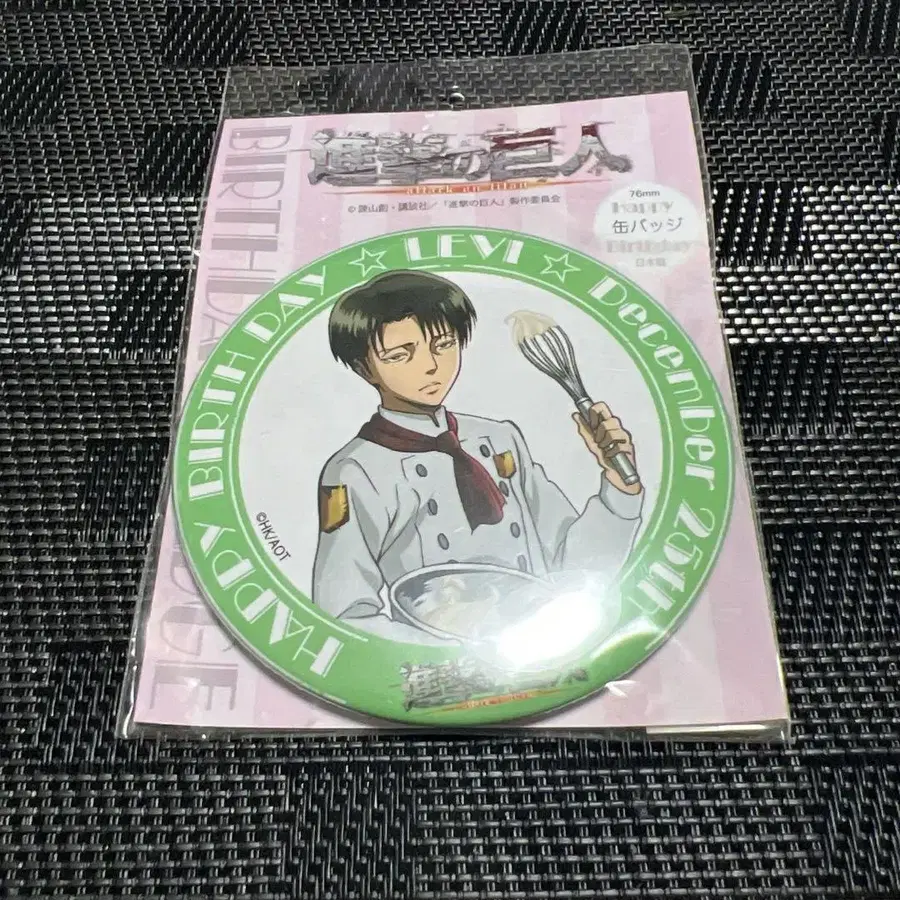 進撃の巨人
attack on titan
© 諫山創・講談社／「進撃の巨人」製作委員会
76mm
Happy
缶バッジ
Birthday
日本製
HAPPY BIRTH DAY ☆ LEVI ☆ December 25th
©HK/AOT
進撃の巨人